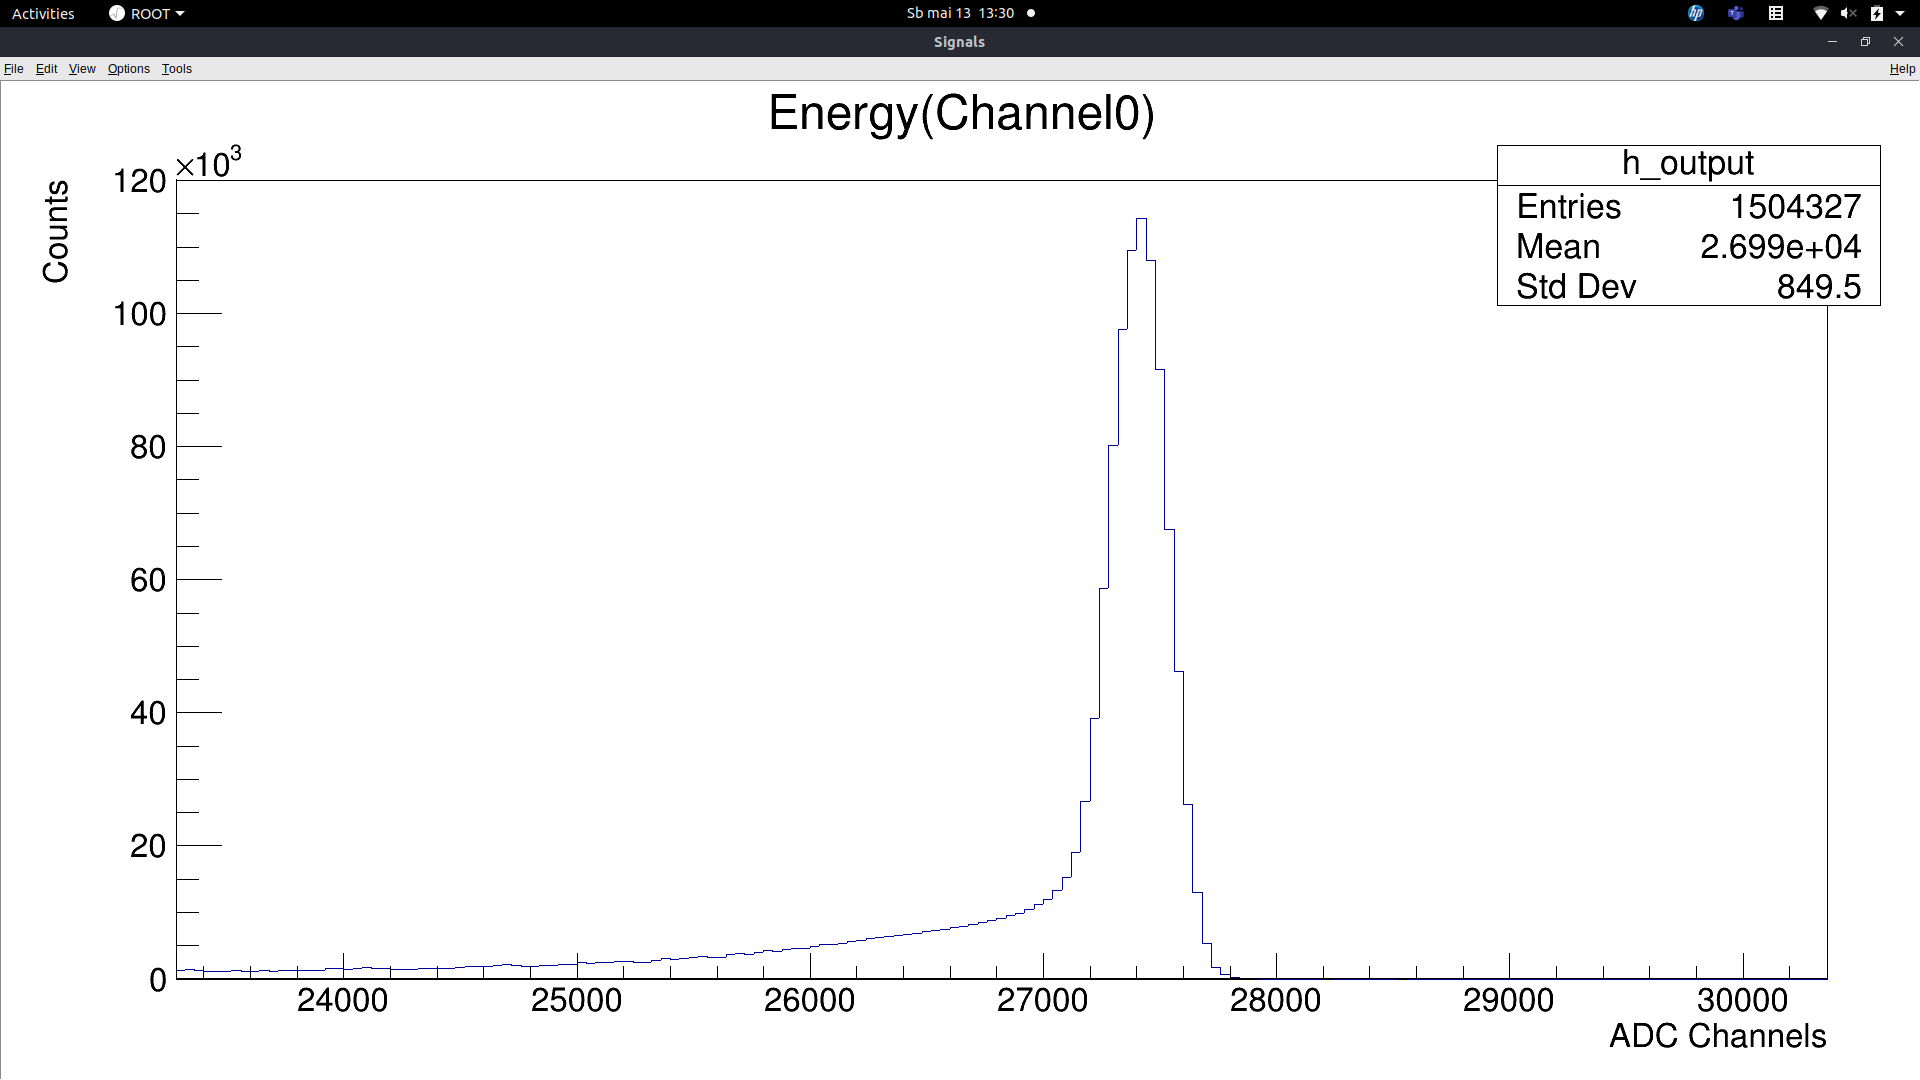 Activities ROOT Sb mai 13 13:30
Signals
File Edit View Options Tools Help
Energy(Channel0)
×10³
Counts
h_output
Entries 1504327
Mean 2.699e+04
Std Dev 849.5
120
100
80
60
40
20
0
24000 25000 26000 27000 28000 29000 30000
ADC Channels